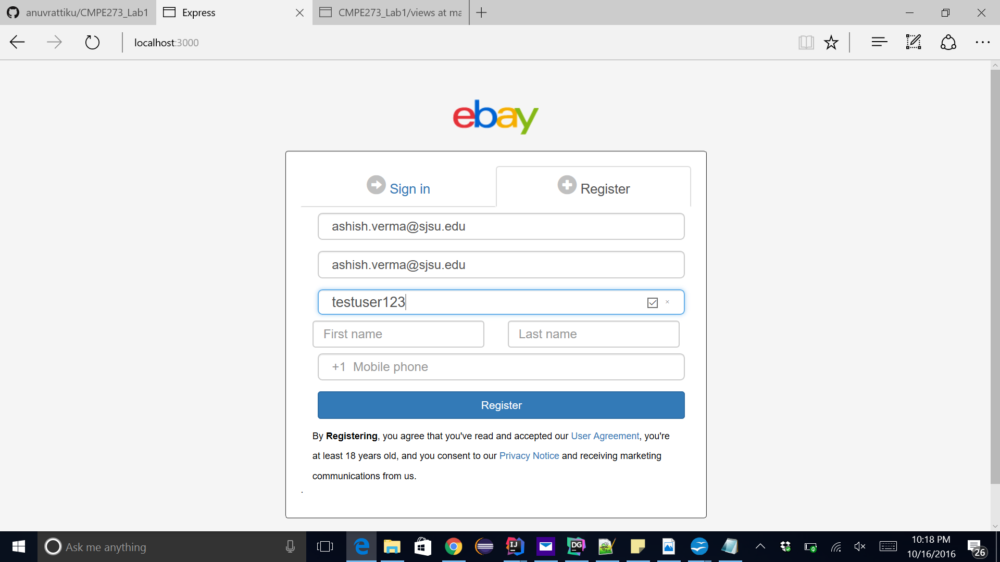 anuvrattiku/CMPE273_Lab1
Express
CMPE273_Lab1/views at ma
localhost:3000
ebay
Sign in
Register
ashish.verma@sjsu.edu
ashish.verma@sjsu.edu
testuser123
First name
Last name
+1 Mobile phone
Register
By Registering, you agree that you've read and accepted our User Agreement, you're
at least 18 years old, and you consent to our Privacy Notice and receiving marketing
communications from us.
.
Ask me anything
IJ
DG
10:18 PM
10/16/2016
26